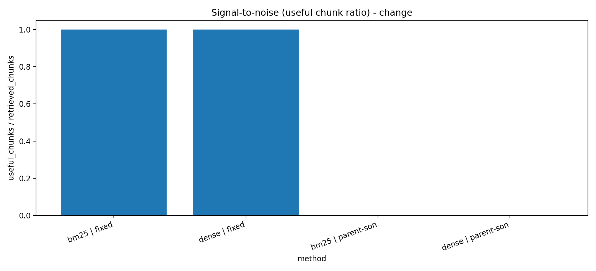 Signal-to-noise (useful chunk ratio) - change
useful_chunks / retrieved_chunks
1.0
0.8
0.6
0.4
0.2
0.0
bm25 | fixed
dense | fixed
bm25 | parent-son
dense | parent-son
method